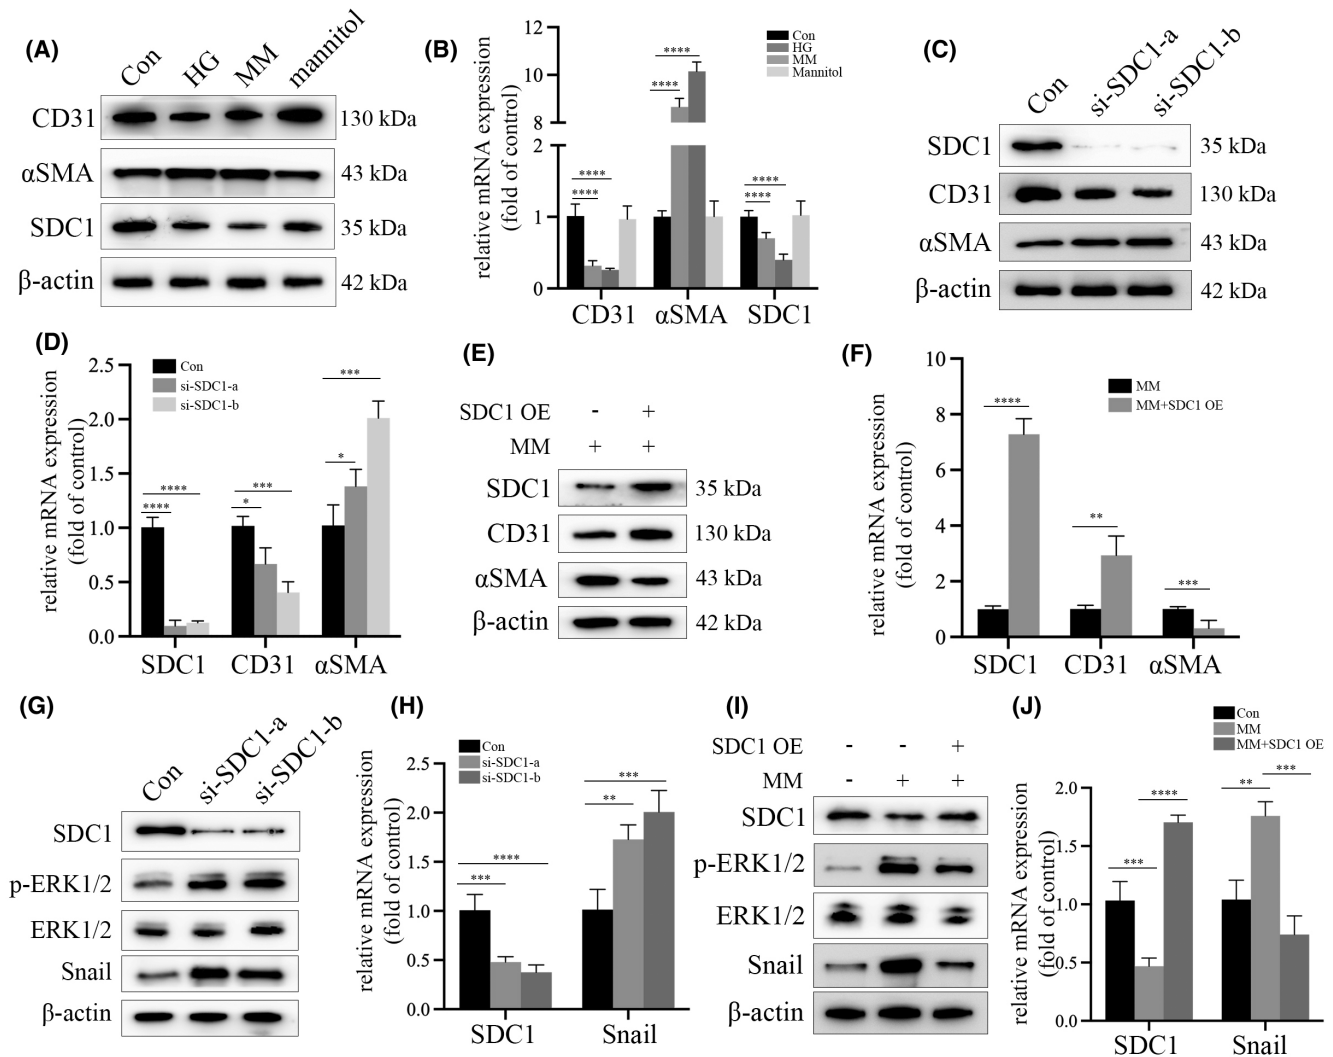 (A)
Con
HG
MM
mannitol
CD31
130 kDa
αSMA
43 kDa
SDC1
35 kDa
β-actin
42 kDa
(B)
relative mRNA expression
(fold of control)
12
10
8
2
1
0
Con
HG
MM
Mannitol
****
****
****
****
****
****
CD31
αSMA
SDC1
(C)
Con
si-SDC1-a
si-SDC1-b
SDC1
35 kDa
CD31
130 kDa
αSMA
43 kDa
β-actin
42 kDa
(D)
relative mRNA expression
(fold of control)
2.5
2.0
1.5
1.0
0.5
0.0
Con
si-SDC1-a
si-SDC1-b
****
****
***
*
***
*
SDC1
CD31
αSMA
(E)
SDC1 OE - +
MM + +
SDC1
35 kDa
CD31
130 kDa
αSMA
43 kDa
β-actin
42 kDa
(F)
relative mRNA expression
(fold of control)
10
8
6
4
2
0
MM
MM+SDC1 OE
****
**
***
SDC1
CD31
αSMA
(G)
Con
si-SDC1-a
si-SDC1-b
SDC1
p-ERK1/2
ERK1/2
Snail
β-actin
(H)
relative mRNA expression
(fold of control)
2.5
2.0
1.5
1.0
0.5
0.0
Con
si-SDC1-a
si-SDC1-b
****
***
***
**
SDC1
Snail
(I)
SDC1 OE - - +
MM - + +
SDC1
p-ERK1/2
ERK1/2
Snail
β-actin
(J)
relative mRNA expression
(fold of control)
2.0
1.5
1.0
0.5
0.0
Con
MM
MM+SDC1 OE
***
****
**
***
SDC1
Snail